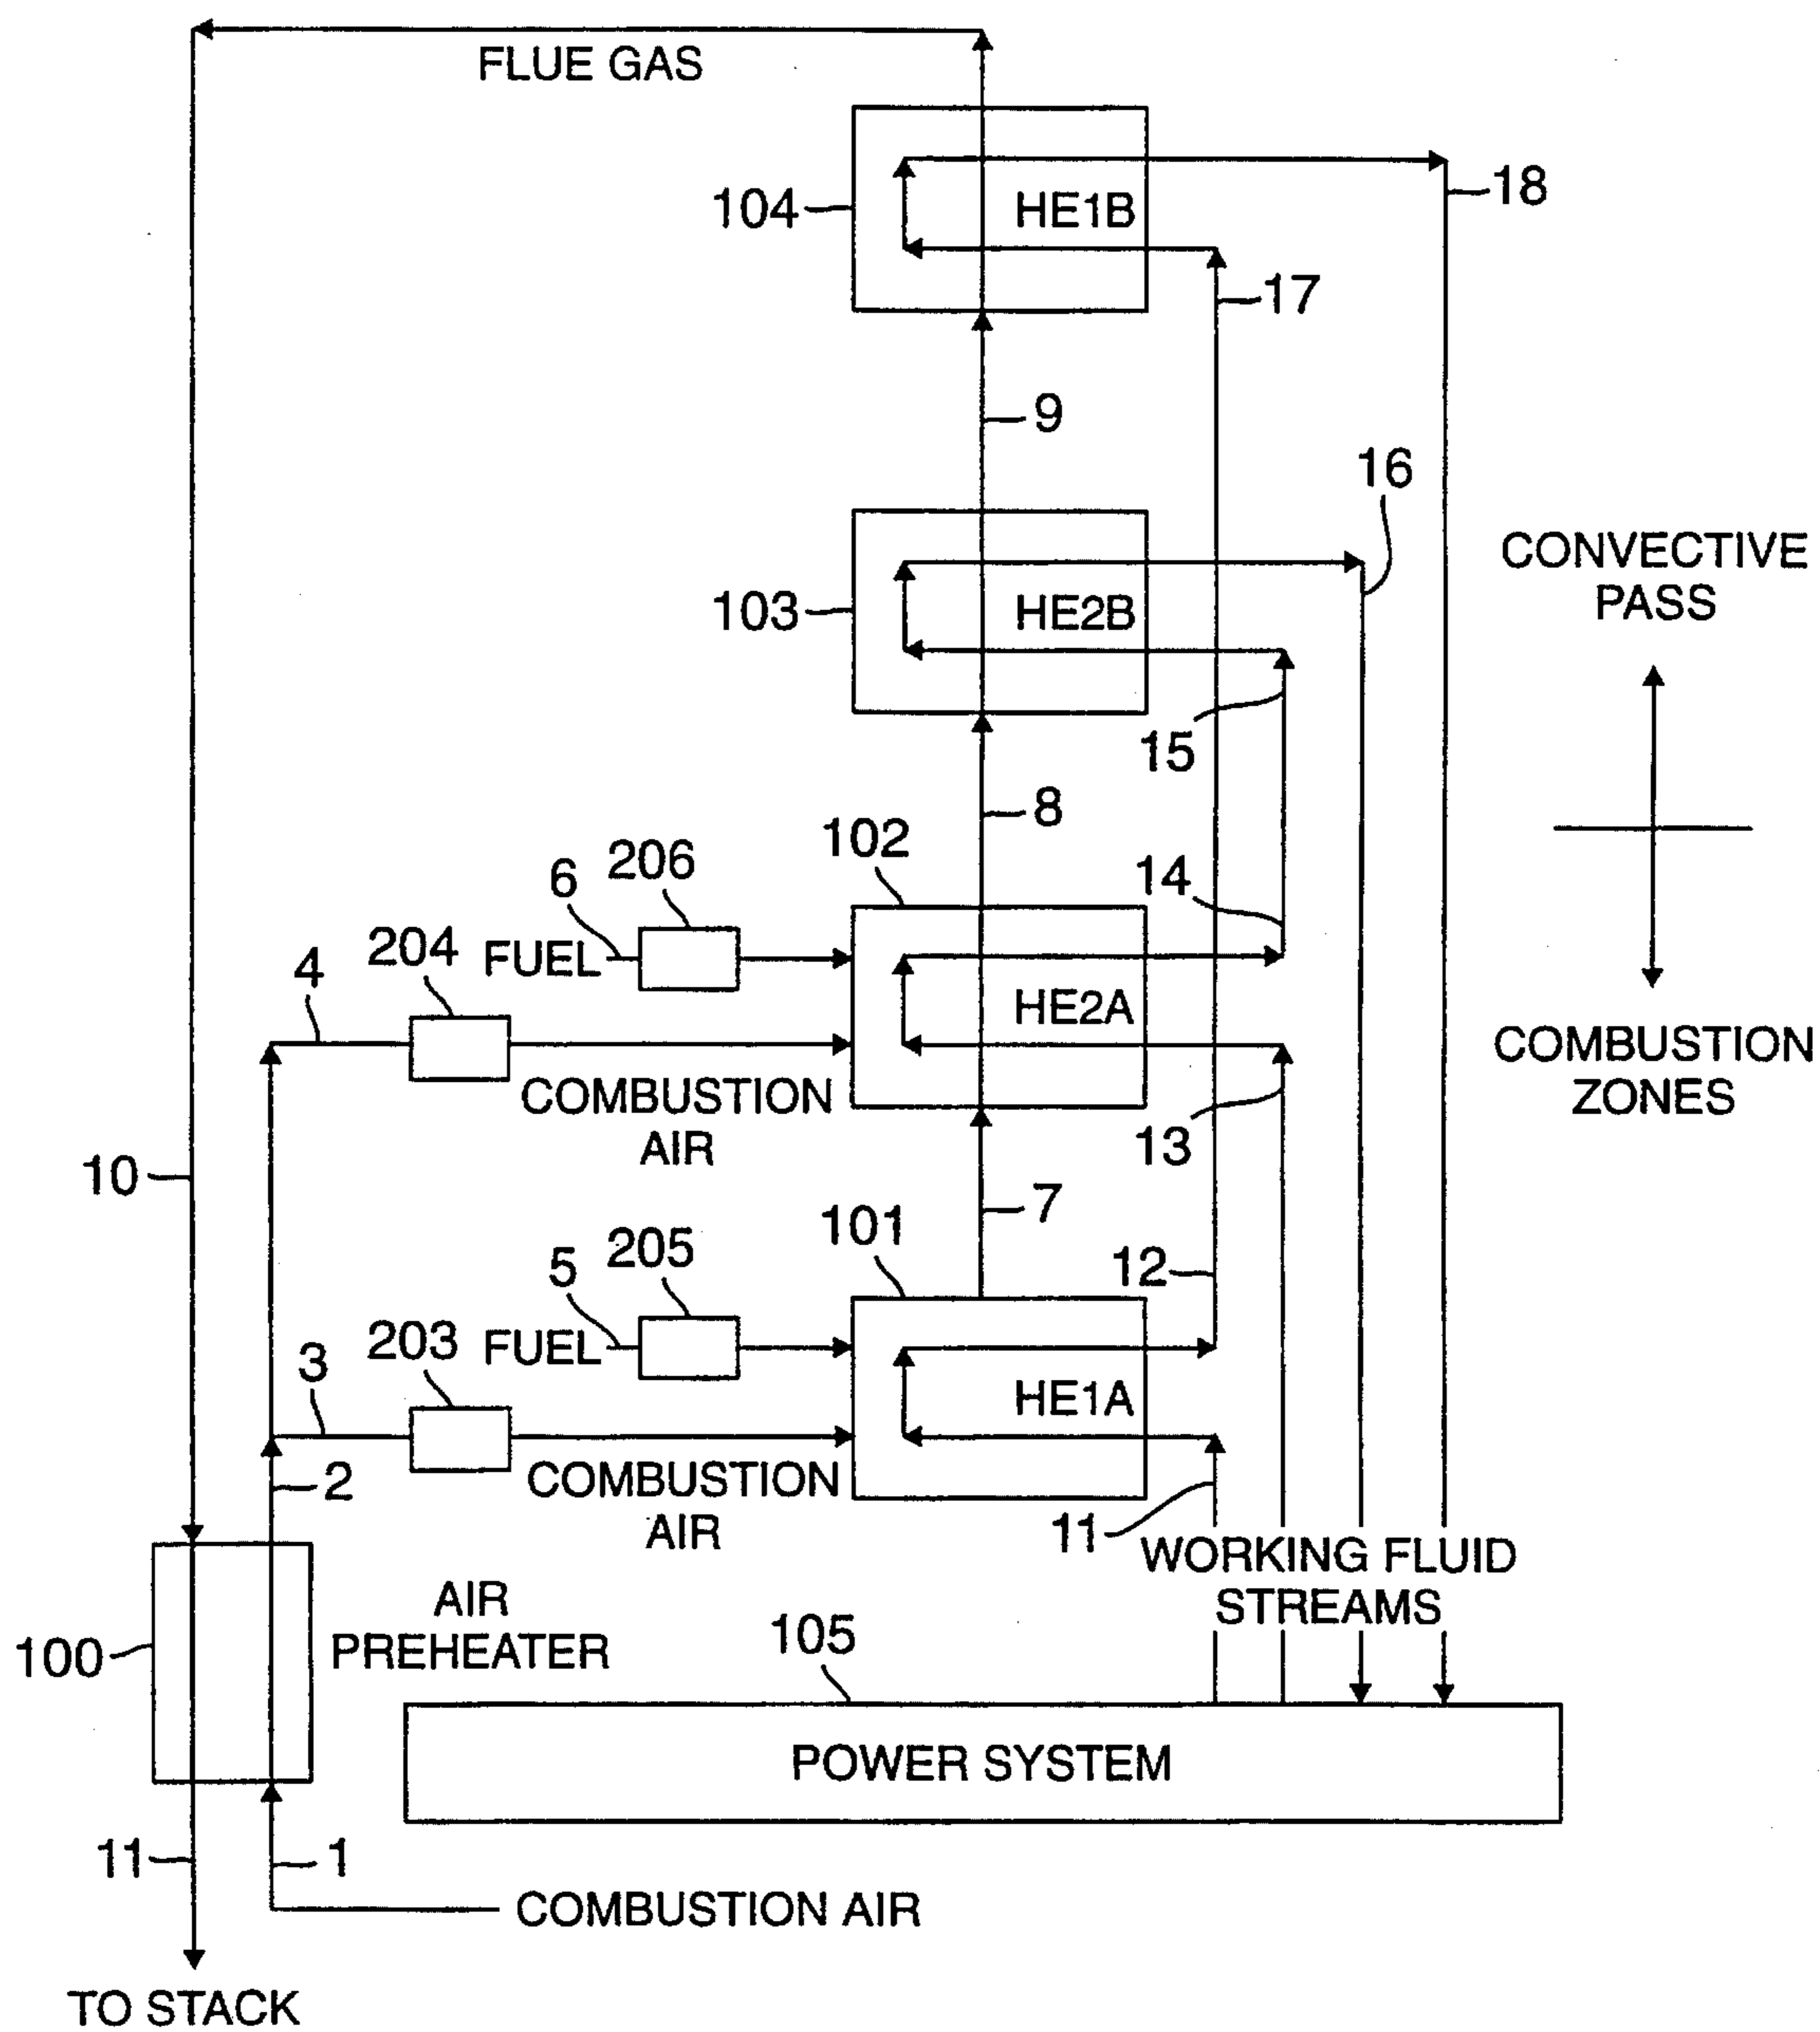 FLUE GAS
104
HE1B
18
17
9
16
CONVECTIVE
PASS
103
HE2B
15
8
102
206
6
14
204
FUEL
4
HE2A
COMBUSTION
ZONES
COMBUSTION
AIR
13
10
7
101
205
5
12
203
FUEL
3
HE1A
2
COMBUSTION
AIR
11
WORKING FLUID
STREAMS
AIR
PREHEATER
100
105
POWER SYSTEM
11
1
COMBUSTION AIR
TO STACK